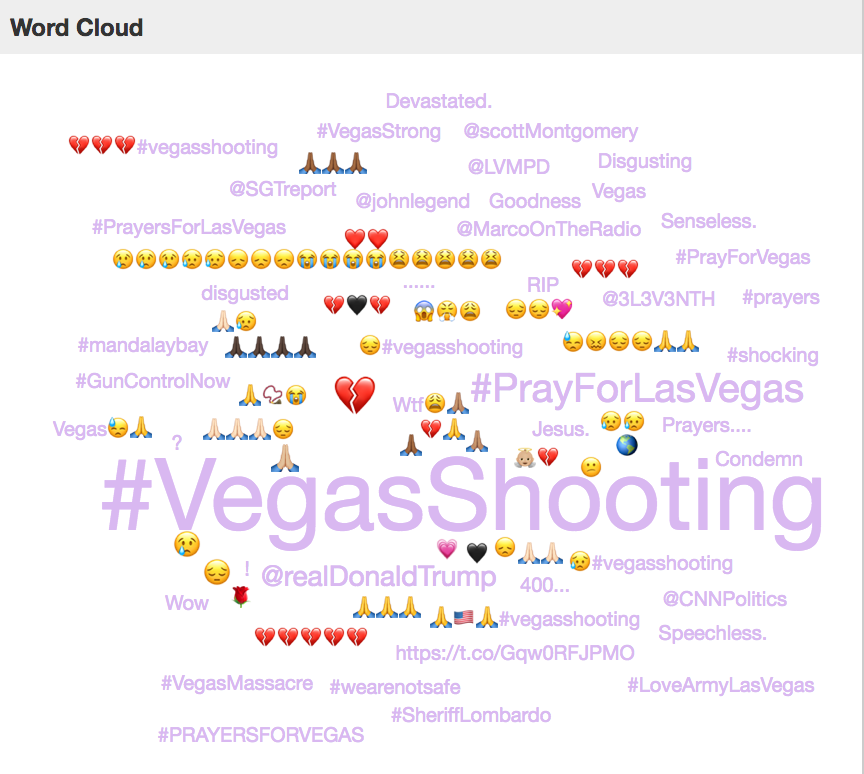 Word Cloud
Devastated.
#VegasStrong @scottMontgomery
💔💔💔#vegasshooting
🙏🏾🙏🏾🙏🏾 @LVMPD Disgusting
@SGTreport @johnlegend Goodness Vegas
#PrayersForLasVegas @MarcoOnTheRadio Senseless.
❤️❤️
😢😢😢😥😥😞😞😞😭😭😭😭😫😫😫😫😫 #PrayForVegas
💔💔💔
...... RIP
disgusted 💔🖤💔 😱😤😩 😔😔💖 @3L3V3NTH #prayers
🙏🏻😥
#mandalaybay 🙏🏿🙏🏿🙏🏿🙏🏿 😔#vegasshooting 😓😖😔😔🙏🙏 #shocking
#GunControlNow 🙏📿😭 💔 #PrayForLasVegas
Wtf😩🙏🏽
Vegas😓🙏 ? 🙏🏻🙏🏻🙏🏻😔 🙏🏾💔🙏🙏🏽 Jesus. 😥😥 Prayers....
🌎
🙏🏼 👼🏼💔 😕 Condemn
#VegasShooting
😢 💗 🖤 😞🙏🏻🙏🏻 😥#vegasshooting
😔 ! @realDonaldTrump 400...
Wow 🌹 🙏🙏🙏 🙏🇺🇸🙏#vegasshooting @CNNPolitics
💔💔💔💔💔 Speechless.
https://t.co/Gqw0RFJPMO
#VegasMassacre #wearenotsafe #LoveArmyLasVegas
#SheriffLombardo
#PRAYERSFORVEGAS